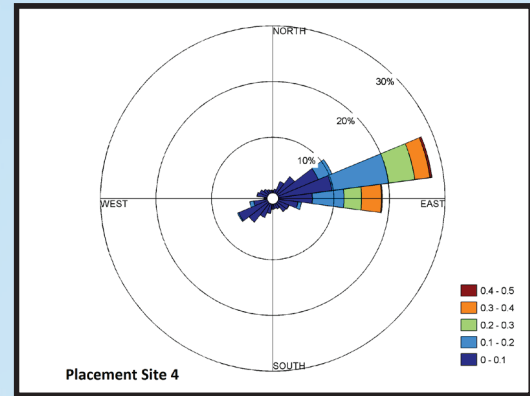 NORTH
30%
20%
10%
WEST
EAST
0.4 - 0.5
0.3 - 0.4
0.2 - 0.3
0.1 - 0.2
0 - 0.1
SOUTH
Placement Site 4